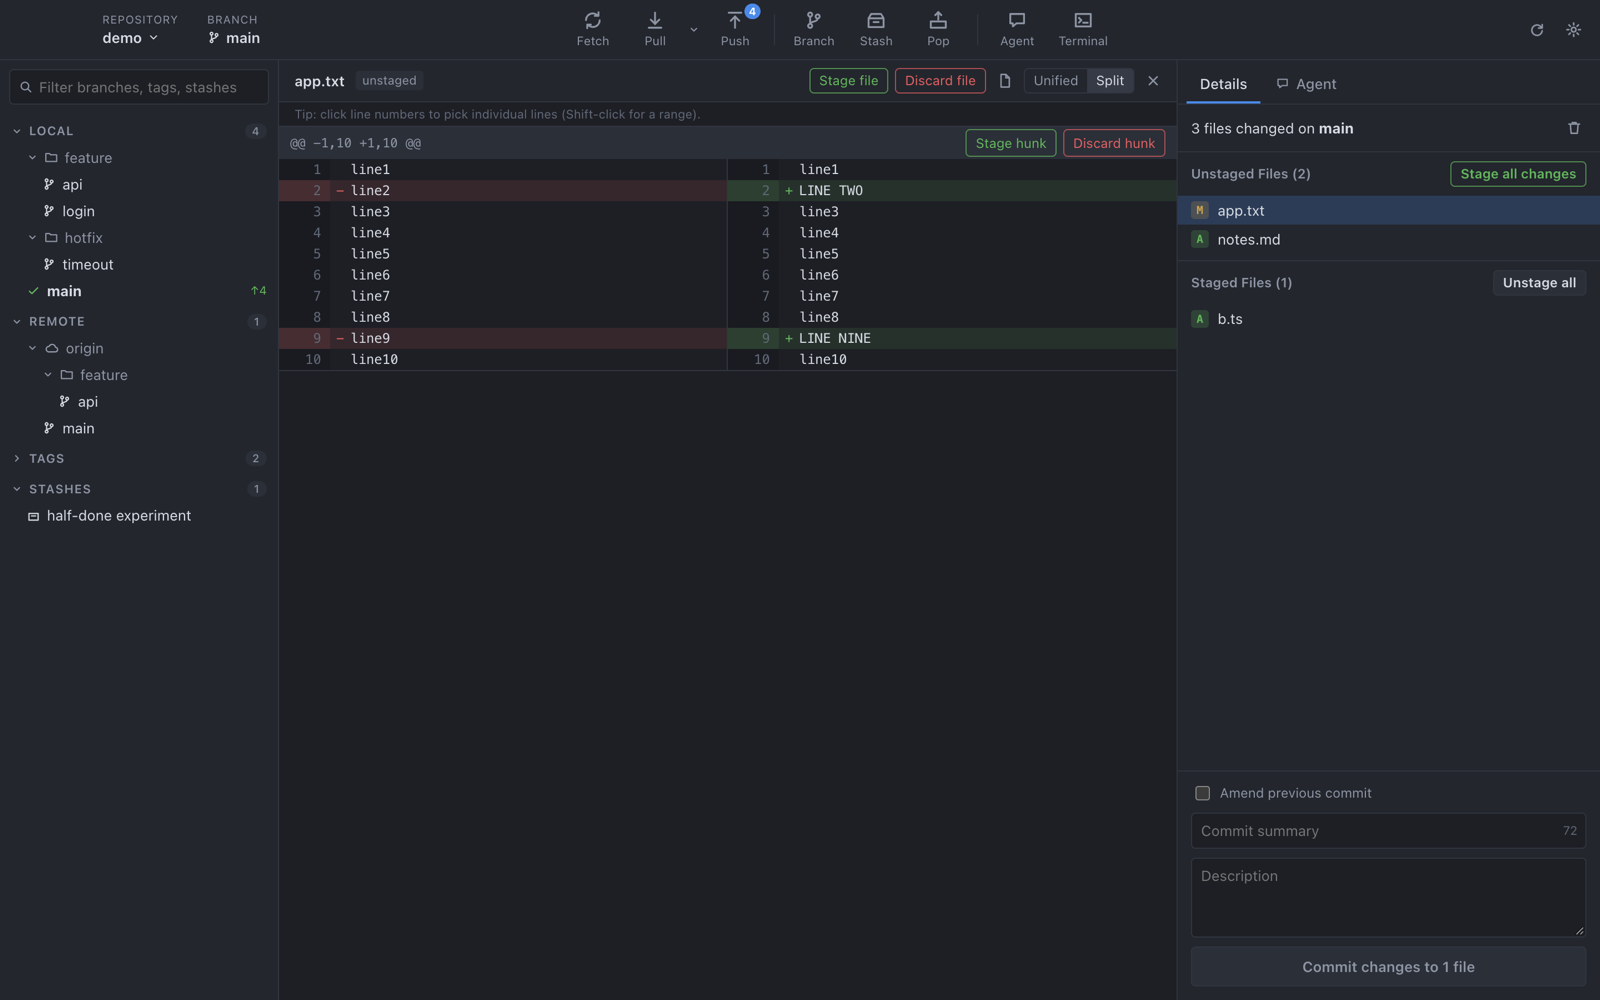 REPOSITORY
demo
BRANCH
main
Fetch
Pull
Push
4
Branch
Stash
Pop
Agent
Terminal
Filter branches, tags, stashes
LOCAL
4
feature
api
login
hotfix
timeout
main
↑4
REMOTE
1
origin
feature
api
main
TAGS
2
STASHES
1
half-done experiment
app.txt
unstaged
Stage file
Discard file
Unified
Split
Tip: click line numbers to pick individual lines (Shift-click for a range).
@@ −1,10 +1,10 @@
Stage hunk
Discard hunk
1 line1
2 − line2
3 line3
4 line4
5 line5
6 line6
7 line7
8 line8
9 − line9
10 line10
1 line1
2 + LINE TWO
3 line3
4 line4
5 line5
6 line6
7 line7
8 line8
9 + LINE NINE
10 line10
Details
Agent
3 files changed on main
Unstaged Files (2)
Stage all changes
M app.txt
A notes.md
Staged Files (1)
Unstage all
A b.ts
Amend previous commit
Commit summary
72
Description
Commit changes to 1 file